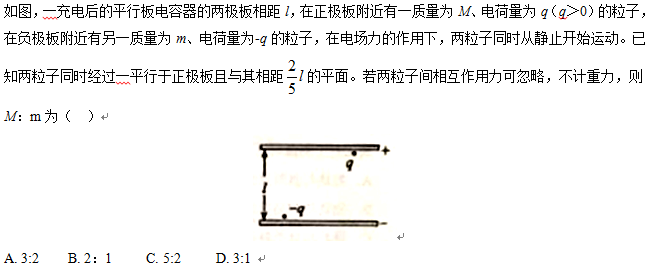 如图，一充电后的平行板电容器的两极板相距 l，在正极板附近有一质量为 M、电荷量为 q（q＞0）的粒子，
在负极板附近有另一质量为 m、电荷量为-q 的粒子，在电场力的作用下，两粒子同时从静止开始运动。已
知两粒子同时经过一平行于正极板且与其相距 2/5 l 的平面。若两粒子间相互作用力可忽略，不计重力，则
M：m 为（　）↵
+
q
l
-q
-
↵
A. 3:2　　B. 2：1　　C. 5:2　　D. 3:1 ↵